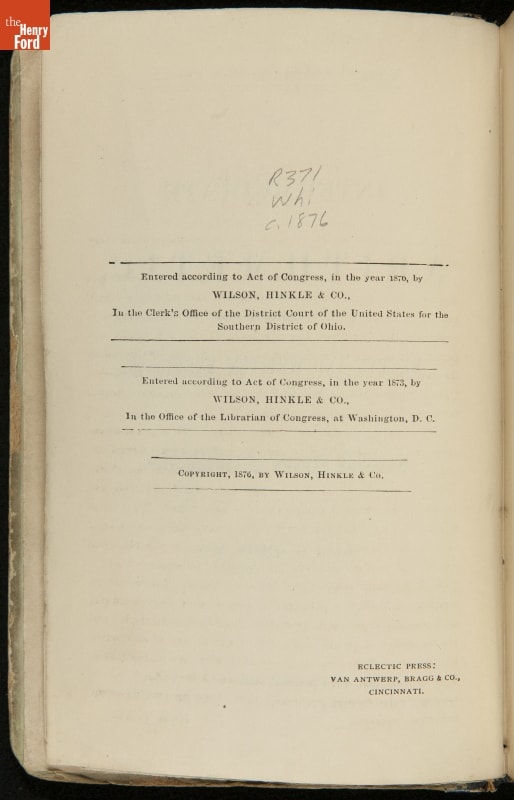 the
Henry
Ford
R371
Whi
c.1876
Entered according to Act of Congress, in the year 1870, by
WILSON, HINKLE & CO.,
In the Clerk's Office of the District Court of the United States for the
Southern District of Ohio.
Entered according to Act of Congress, in the year 1873, by
WILSON, HINKLE & CO.,
In the Office of the Librarian of Congress, at Washington, D. C.
COPYRIGHT, 1876, BY WILSON, HINKLE & CO.
ECLECTIC PRESS:
VAN ANTWERP, BRAGG & CO.,
CINCINNATI.